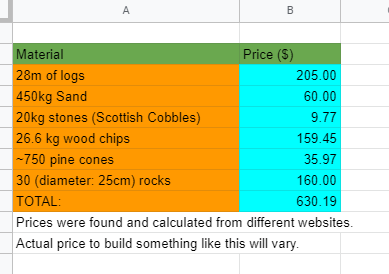 A B
Material Price ($)
28m of logs 205.00
450kg Sand 60.00
20kg stones (Scottish Cobbles) 9.77
26.6 kg wood chips 159.45
~750 pine cones 35.97
30 (diameter: 25cm) rocks 160.00
TOTAL: 630.19
Prices were found and calculated from different websites.
Actual price to build something like this will vary.